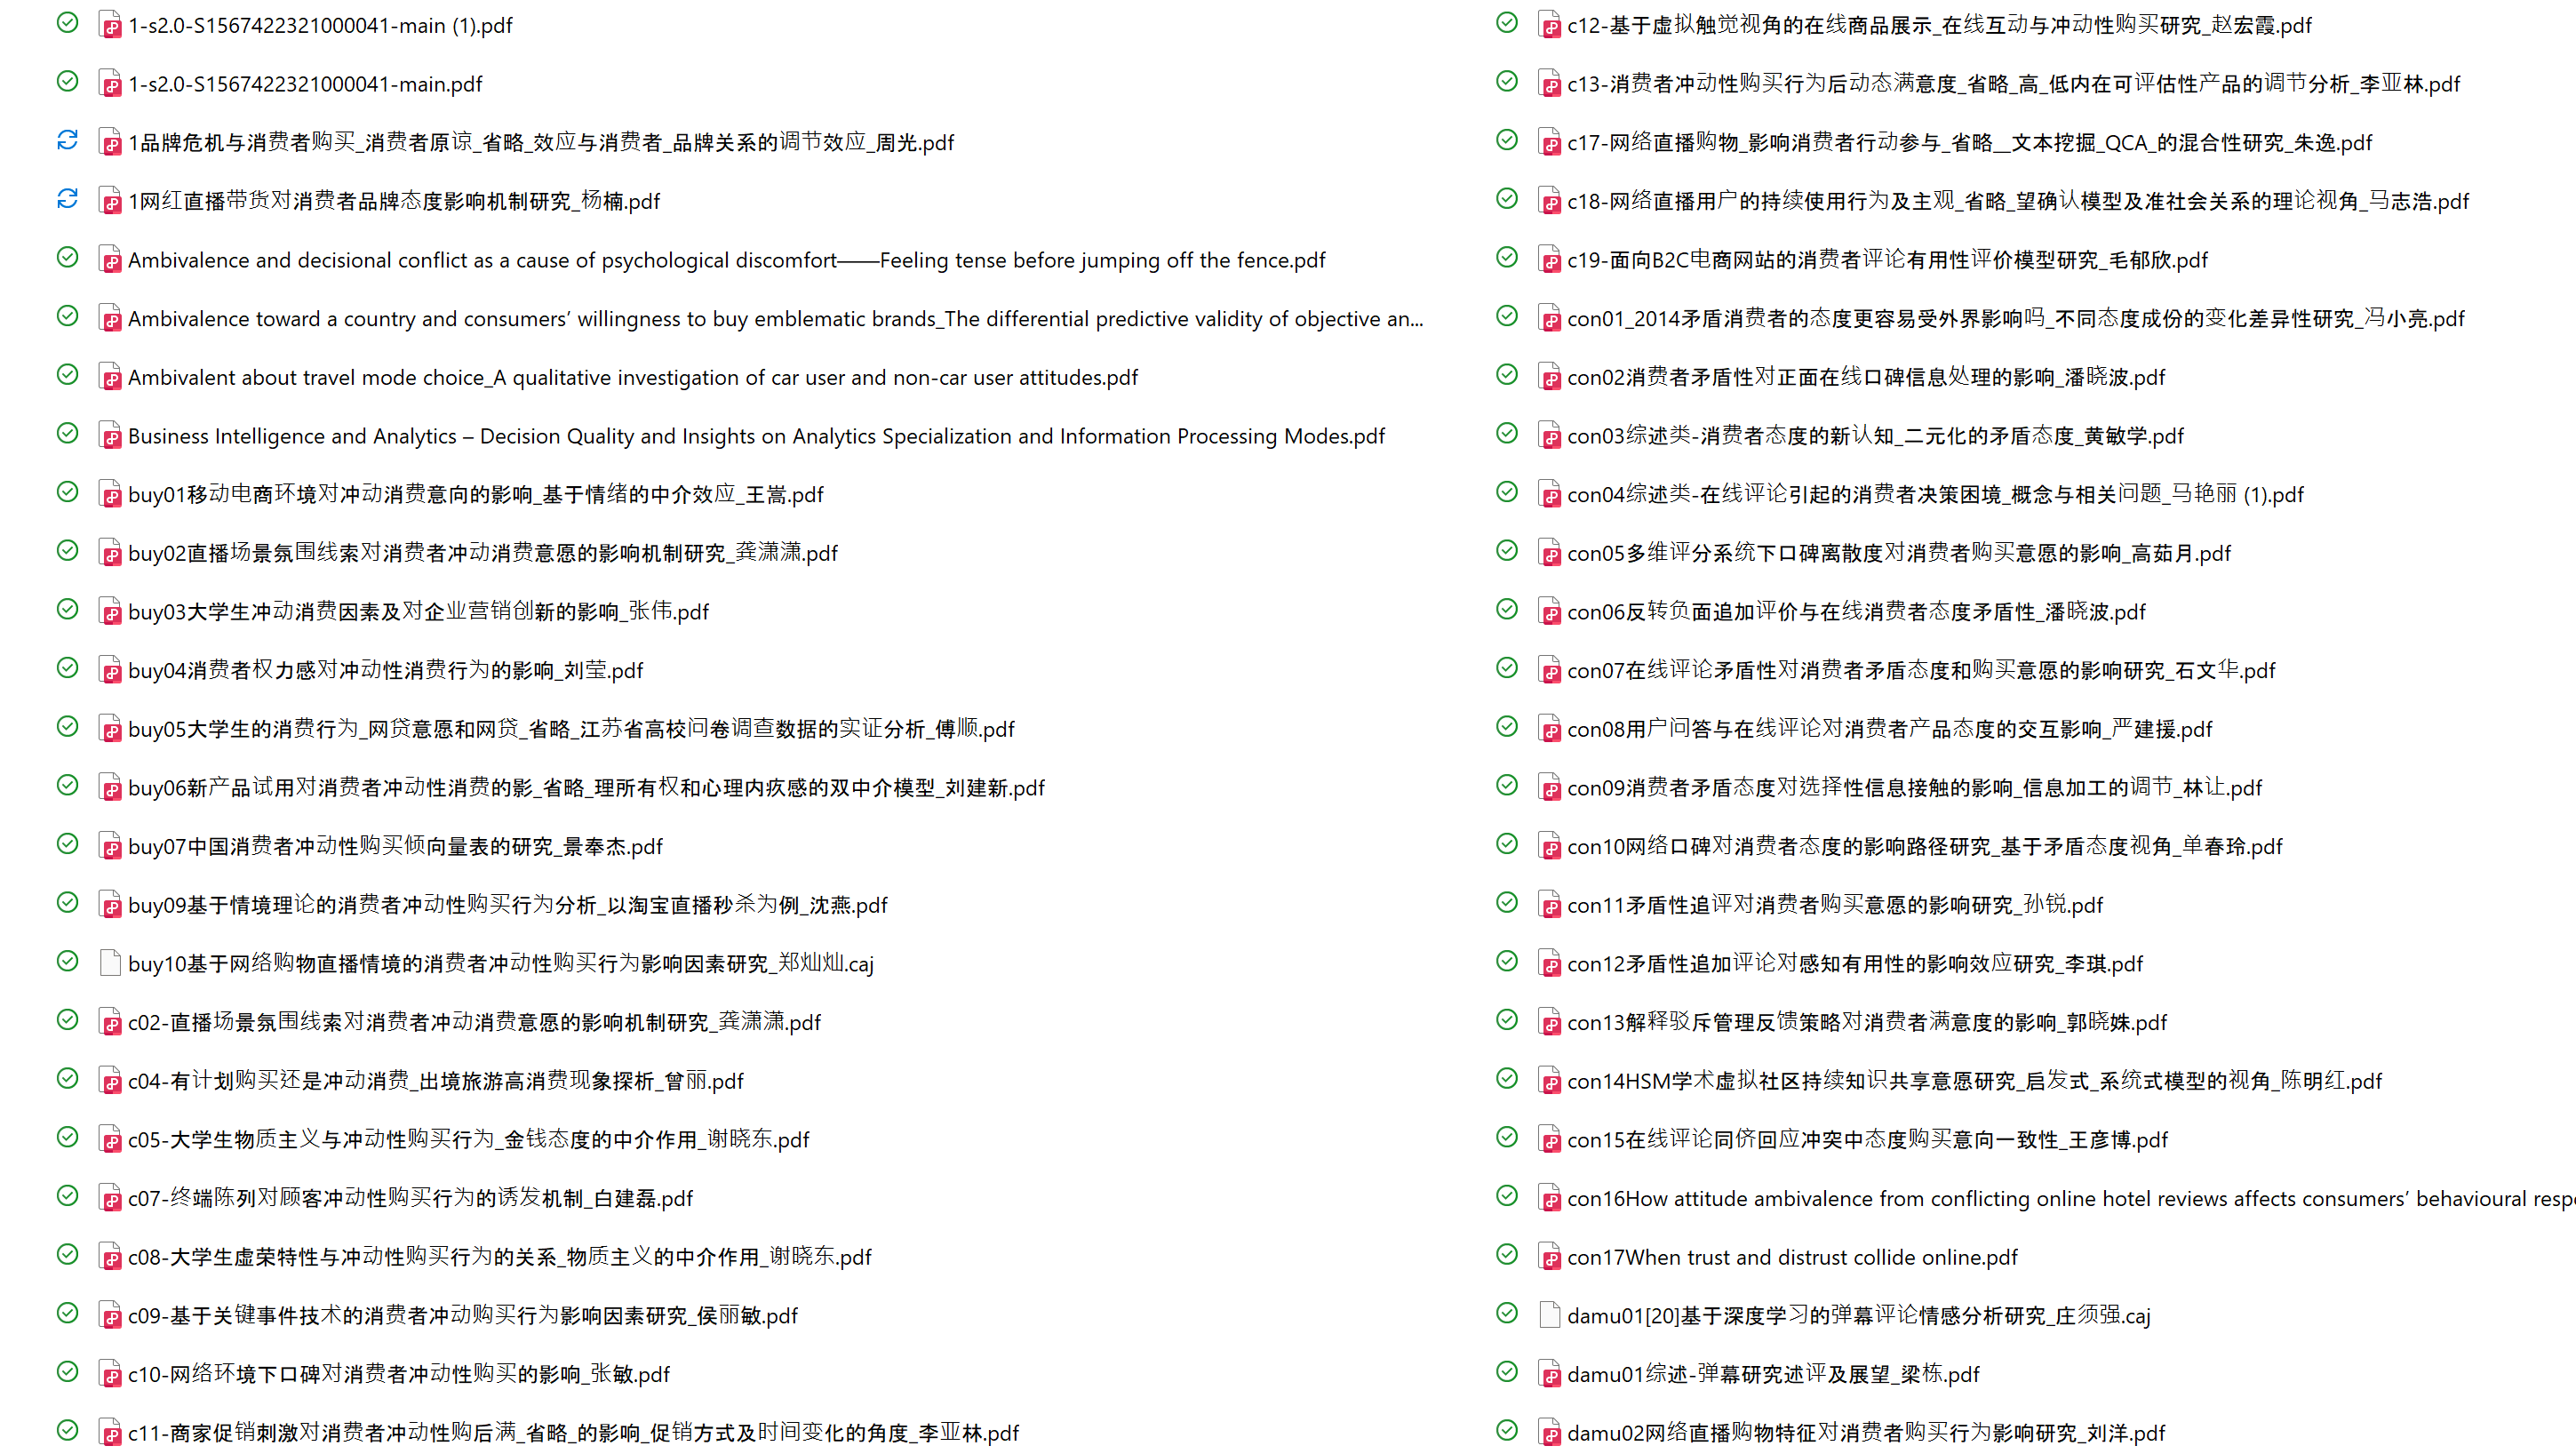 1-s2.0-S1567422321000041-main (1).pdf
1-s2.0-S1567422321000041-main.pdf
1品牌危机与消费者购买_消费者原谅_省略_效应与消费者_品牌关系的调节效应_周光.pdf
1网红直播带货对消费者品牌态度影响机制研究_杨楠.pdf
Ambivalence and decisional conflict as a cause of psychological discomfort——Feeling tense before jumping off the fence.pdf
Ambivalence toward a country and consumers’ willingness to buy emblematic brands_The differential predictive validity of objective an...
Ambivalent about travel mode choice_A qualitative investigation of car user and non-car user attitudes.pdf
Business Intelligence and Analytics – Decision Quality and Insights on Analytics Specialization and Information Processing Modes.pdf
buy01移动电商环境对冲动消费意向的影响_基于情绪的中介效应_王嵩.pdf
buy02直播场景氛围线索对消费者冲动消费意愿的影响机制研究_龚潇潇.pdf
buy03大学生冲动消费因素及对企业营销创新的影响_张伟.pdf
buy04消费者权力感对冲动性消费行为的影响_刘莹.pdf
buy05大学生的消费行为_网贷意愿和网贷_省略_江苏省高校问卷调查数据的实证分析_傅顺.pdf
buy06新产品试用对消费者冲动性消费的影_省略_理所有权和心理内疚感的双中介模型_刘建新.pdf
buy07中国消费者冲动性购买倾向量表的研究_景奉杰.pdf
buy09基于情境理论的消费者冲动性购买行为分析_以淘宝直播秒杀为例_沈燕.pdf
buy10基于网络购物直播情境的消费者冲动性购买行为影响因素研究_郑灿灿.caj
c02-直播场景氛围线索对消费者冲动消费意愿的影响机制研究_龚潇潇.pdf
c04-有计划购买还是冲动消费_出境旅游高消费现象探析_曾丽.pdf
c05-大学生物质主义与冲动性购买行为_金钱态度的中介作用_谢晓东.pdf
c07-终端陈列对顾客冲动性购买行为的诱发机制_白建磊.pdf
c08-大学生虚荣特性与冲动性购买行为的关系_物质主义的中介作用_谢晓东.pdf
c09-基于关键事件技术的消费者冲动购买行为影响因素研究_侯丽敏.pdf
c10-网络环境下口碑对消费者冲动性购买的影响_张敏.pdf
c11-商家促销刺激对消费者冲动性购后满_省略_的影响_促销方式及时间变化的角度_李亚林.pdf
c12-基于虚拟触觉视角的在线商品展示_在线互动与冲动性购买研究_赵宏霞.pdf
c13-消费者冲动性购买行为后动态满意度_省略_高_低内在可评估性产品的调节分析_李亚林.pdf
c17-网络直播购物_影响消费者行动参与_省略__文本挖掘_QCA_的混合性研究_朱逸.pdf
c18-网络直播用户的持续使用行为及主观_省略_望确认模型及准社会关系的理论视角_马志浩.pdf
c19-面向B2C电商网站的消费者评论有用性评价模型研究_毛郁欣.pdf
con01_2014矛盾消费者的态度更容易受外界影响吗_不同态度成份的变化差异性研究_冯小亮.pdf
con02消费者矛盾性对正面在线口碑信息处理的影响_潘晓波.pdf
con03综述类-消费者态度的新认知_二元化的矛盾态度_黄敏学.pdf
con04综述类-在线评论引起的消费者决策困境_概念与相关问题_马艳丽 (1).pdf
con05多维评分系统下口碑离散度对消费者购买意愿的影响_高茹月.pdf
con06反转负面追加评价与在线消费者态度矛盾性_潘晓波.pdf
con07在线评论矛盾性对消费者矛盾态度和购买意愿的影响研究_石文华.pdf
con08用户问答与在线评论对消费者产品态度的交互影响_严建援.pdf
con09消费者矛盾态度对选择性信息接触的影响_信息加工的调节_林让.pdf
con10网络口碑对消费者态度的影响路径研究_基于矛盾态度视角_单春玲.pdf
con11矛盾性追评对消费者购买意愿的影响研究_孙锐.pdf
con12矛盾性追加评论对感知有用性的影响效应研究_李琪.pdf
con13解释驳斥管理反馈策略对消费者满意度的影响_郭晓姝.pdf
con14HSM学术虚拟社区持续知识共享意愿研究_启发式_系统式模型的视角_陈明红.pdf
con15在线评论同侪回应冲突中态度购买意向一致性_王彦博.pdf
con16How attitude ambivalence from conflicting online hotel reviews affects consumers’ behavioural resp
con17When trust and distrust collide online.pdf
damu01[20]基于深度学习的弹幕评论情感分析研究_庄须强.caj
damu01综述-弹幕研究述评及展望_梁栋.pdf
damu02网络直播购物特征对消费者购买行为影响研究_刘洋.pdf